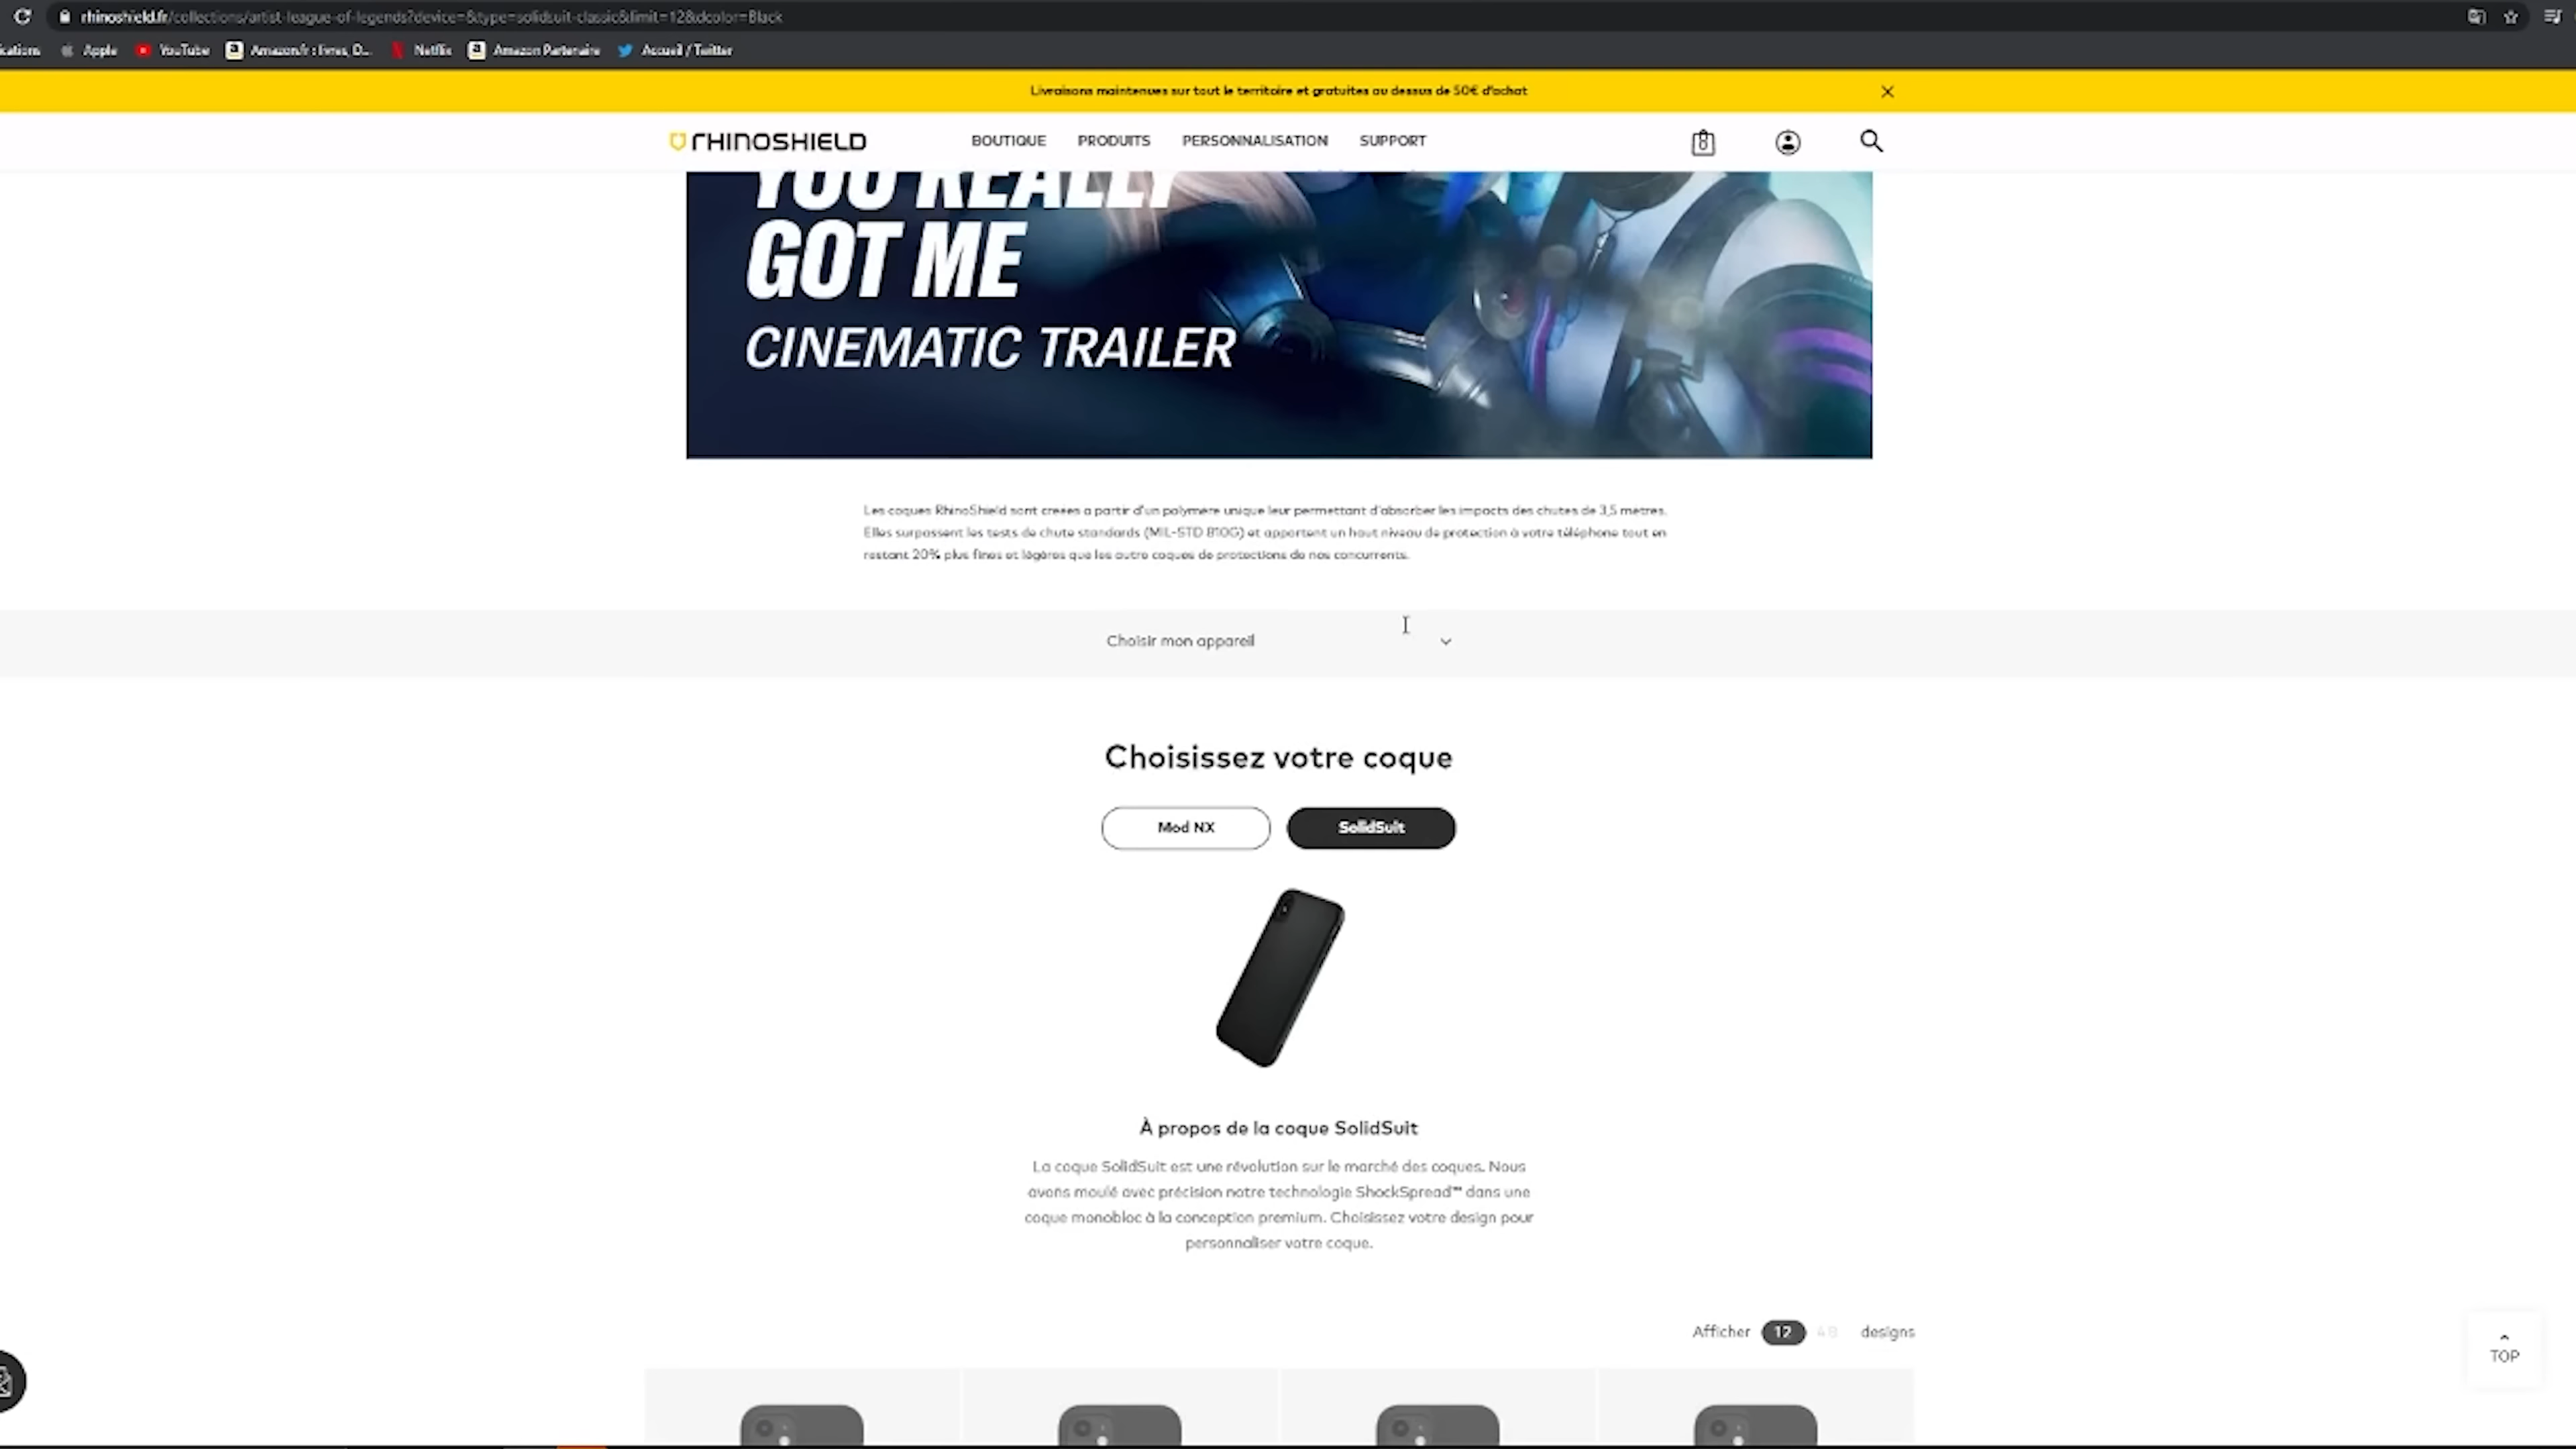 rhinoshield.fr/collections/artist-league-of-legends?device=&type=solidsuit-classic&limit=12&dcolor=Black
cations Apple YouTube Amazon.fr : livres, D... Netflix Amazon Partenaire Accueil / Twitter
Livraisons maintenues sur tout le territoire et gratuites au dessus de 50€ d'achat
RHINOSHIELD BOUTIQUE PRODUITS PERSONNALISATION SUPPORT 8
YOU REALLY
GOT ME
CINEMATIC TRAILER
Les coques RhinoShield sont creees a partir d'un polymere unique leur permettant d'absorber les impacts des chutes de 3,5 metres.
Elles surpassent les tests de chute standards (MIL-STD 810G) et apportent un haut niveau de protection à votre téléphone tout en
restant 20% plus fines et légères que les autre coques de protections de nos concurrents.
Choisir mon appareil
Choisissez votre coque
Mod NX SolidSuit
À propos de la coque SolidSuit
La coque SolidSuit est une révolution sur le marché des coques. Nous
avons moulé avec précision notre technologie ShockSpread™ dans une
coque monobloc à la conception premium. Choisissez votre design pour
personnaliser votre coque.
Afficher 12 48 designs
TOP